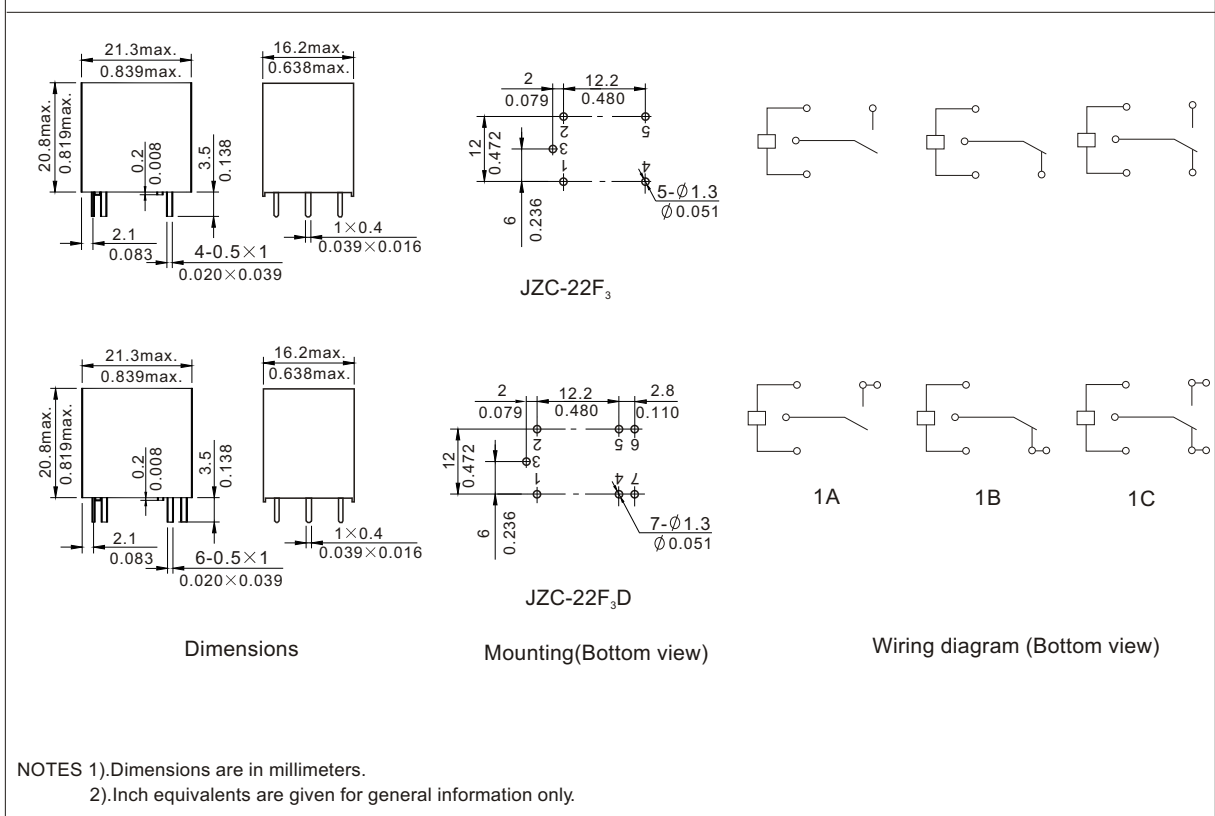 21.3max.
0.839max.
16.2max.
0.638max.
20.8max.
0.819max.
0.2
0.008
3.5
0.138
2.1
0.083
4-0.5×1
0.020×0.039
1×0.4
0.039×0.016
2
0.079
12.2
0.480
12
0.472
6
0.236
2
5
3
1
4
5-∅1.3
∅0.051
JZC-22F₃
21.3max.
0.839max.
16.2max.
0.638max.
20.8max.
0.819max.
0.2
0.008
3.5
0.138
2.1
0.083
6-0.5×1
0.020×0.039
1×0.4
0.039×0.016
2
0.079
12.2
0.480
2.8
0.110
12
0.472
6
0.236
2
5
6
3
1
4
7
7-∅1.3
∅0.051
JZC-22F₃D
1A
1B
1C
Dimensions
Mounting(Bottom view)
Wiring diagram (Bottom view)
NOTES 1).Dimensions are in millimeters.
2).Inch equivalents are given for general information only.